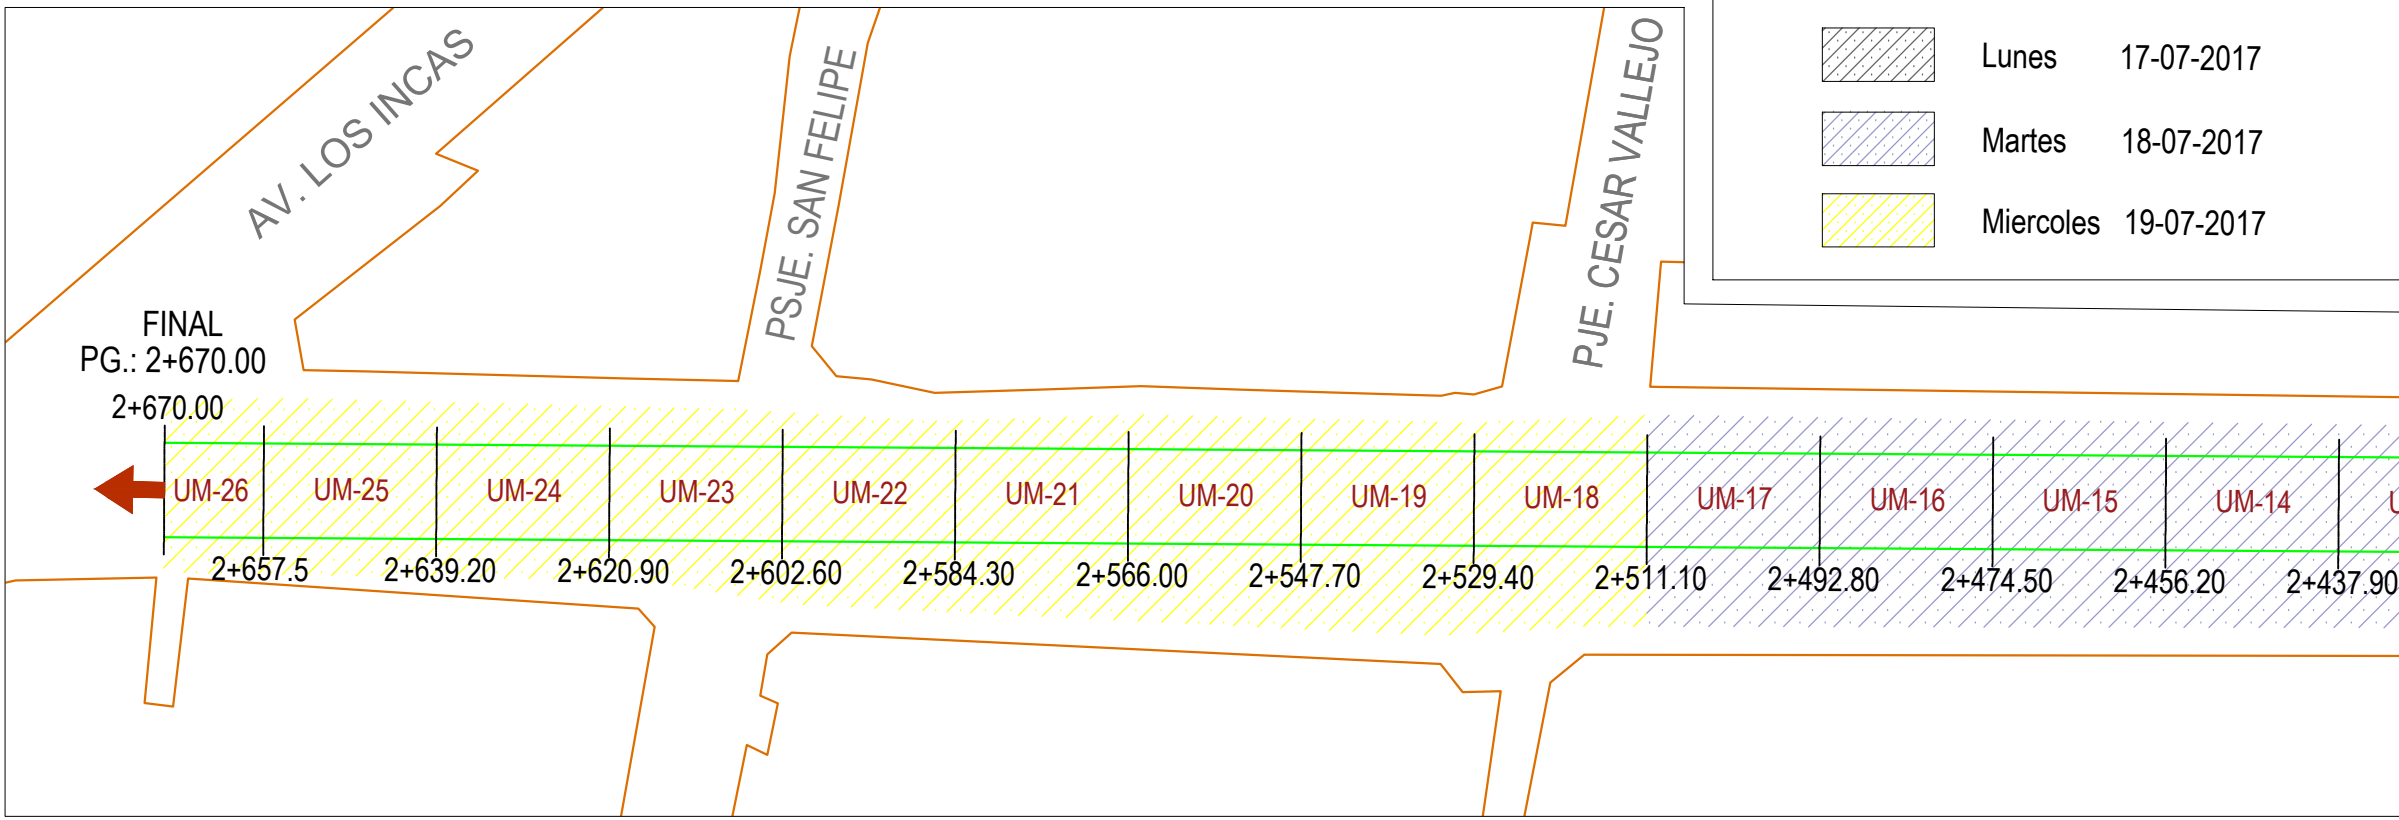 AV. LOS INCAS
PSJE. SAN FELIPE
PJE. CESAR VALLEJO
Lunes 17-07-2017
Martes 18-07-2017
Miercoles 19-07-2017
FINAL
PG.: 2+670.00
2+670.00
UM-26 UM-25 UM-24 UM-23 UM-22 UM-21 UM-20 UM-19 UM-18 UM-17 UM-16 UM-15 UM-14
2+657.5 2+639.20 2+620.90 2+602.60 2+584.30 2+566.00 2+547.70 2+529.40 2+511.10 2+492.80 2+474.50 2+456.20 2+437.90